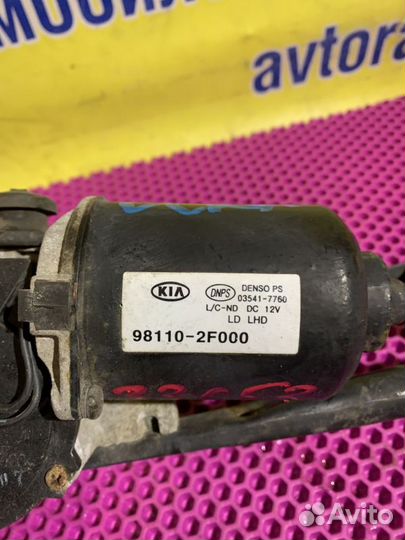 avtora
KIA
DNPS
DENSO PS
03541-7760
L/C-ND DC 12V
LD LHD
98110-2F000
Avito